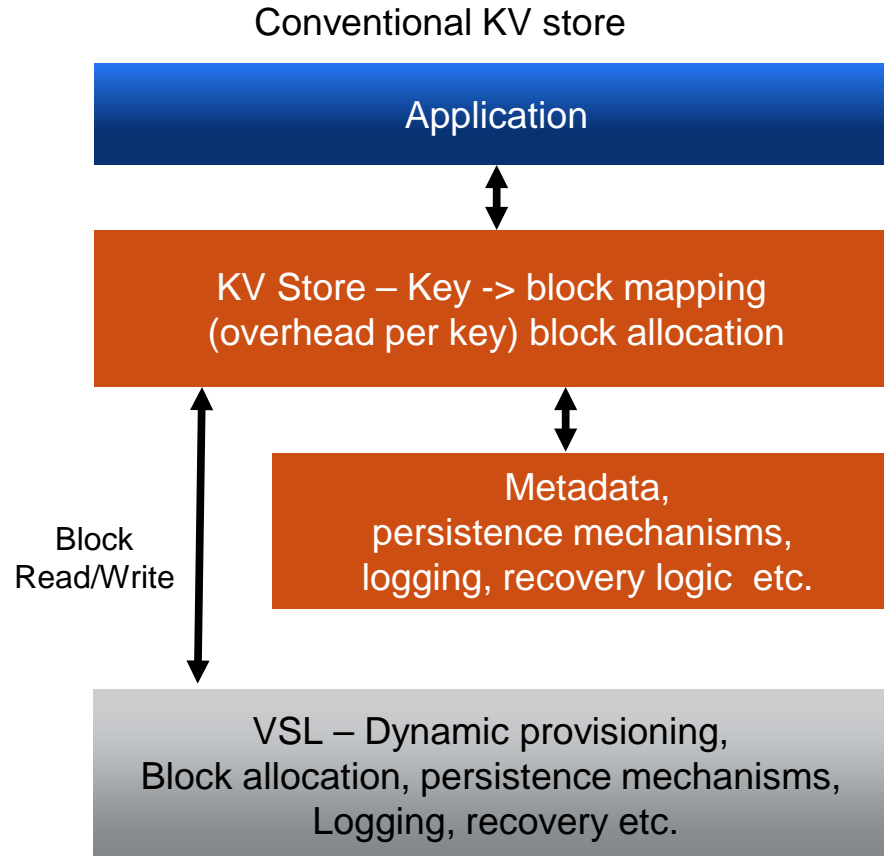 Conventional KV store
Application
KV Store – Key -> block mapping
(overhead per key) block allocation
Metadata,
persistence mechanisms,
logging, recovery logic etc.
Block
Read/Write
VSL – Dynamic provisioning,
Block allocation, persistence mechanisms,
Logging, recovery etc.